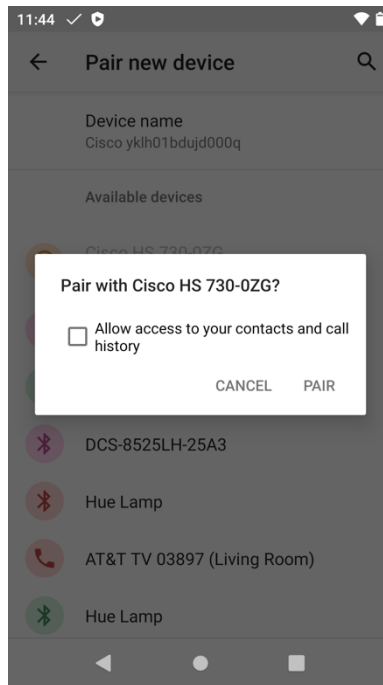 11:44
Pair new device
Device name
Cisco yklh01bdujd000q
Available devices
Cisco HS 730-0ZG
Pair with Cisco HS 730-0ZG?
Allow access to your contacts and call
history
CANCEL PAIR
DCS-8525LH-25A3
Hue Lamp
AT&T TV 03897 (Living Room)
Hue Lamp